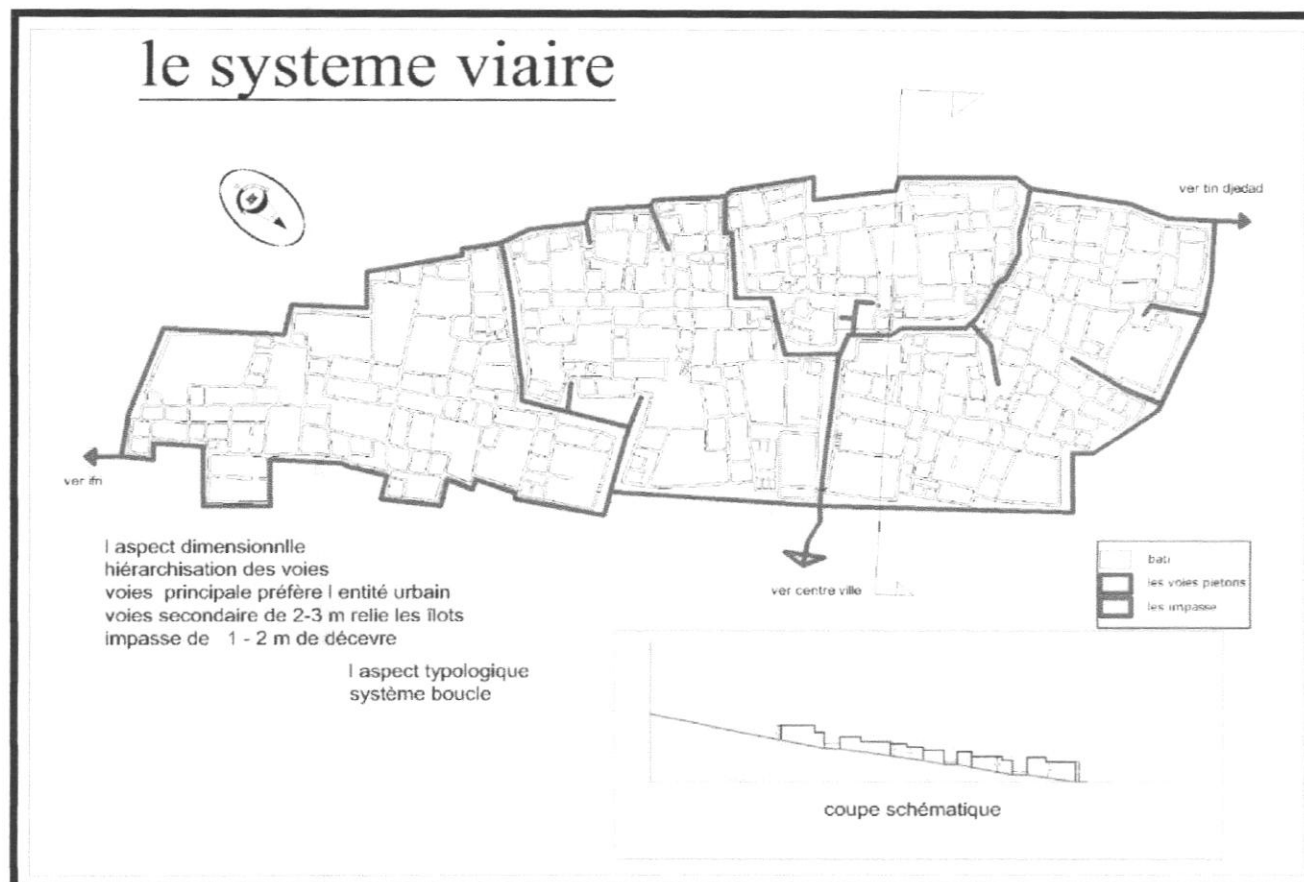 le systeme viaire
ver tin djedad
ver ifri
l aspect dimensionnlle
hiérarchisation des voies
voies principale préfère l entité urbain
voies secondaire de 2-3 m relie les îlots
impasse de 1 - 2 m de décevre
l aspect typologique
système boucle
ver centre ville
bati
les voies pietons
les impasse
coupe schématique